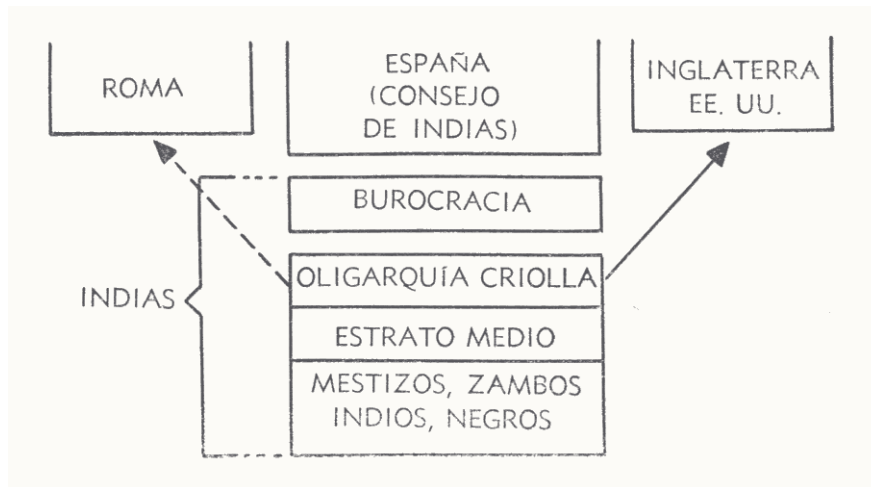 ROMA
ESPAÑA
(CONSEJO
DE INDIAS)
INGLATERRA
EE. UU.
BUROCRACIA
OLIGARQUÍA CRIOLLA
INDIAS
ESTRATO MEDIO
MESTIZOS, ZAMBOS
INDIOS, NEGROS